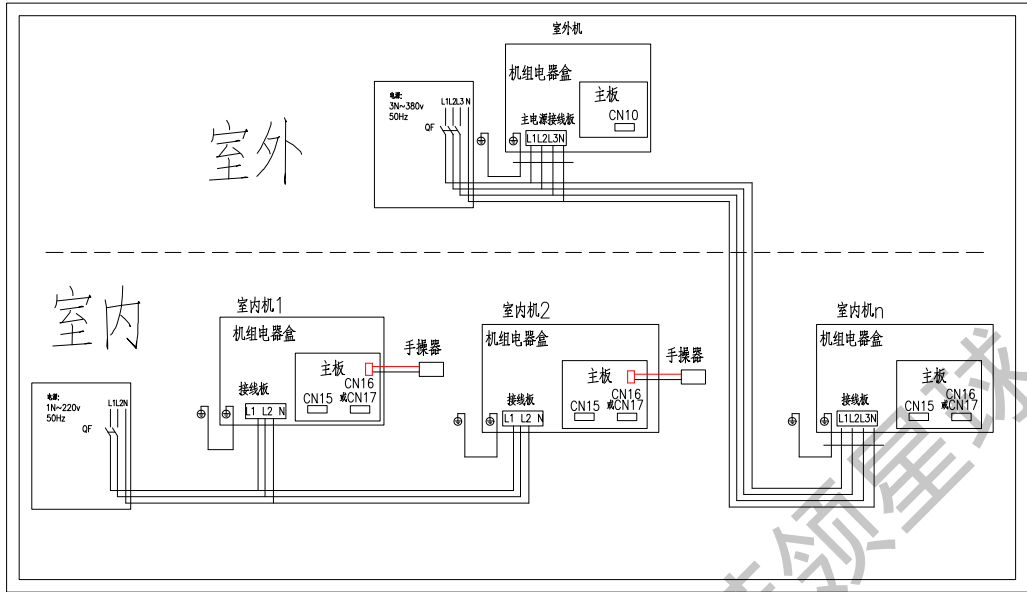 室外机
机组电器盒
主板
CN10
主电源接线板
L1L2L3N
电源:
3N~380v
50Hz
L1L2L3 N
QF
室外
室内
室内机1
机组电器盒
主板
CN16
CN15 或CN17
接线板
L1 L2 N
手操器
室内机2
机组电器盒
主板
CN16
CN15 或CN17
接线板
L1 L2 N
手操器
室内机n
机组电器盒
主板
CN16
CN15 或CN17
接线板
L1L2L3N
电源:
1N~220v
50Hz
L1L2N
QF
领星球